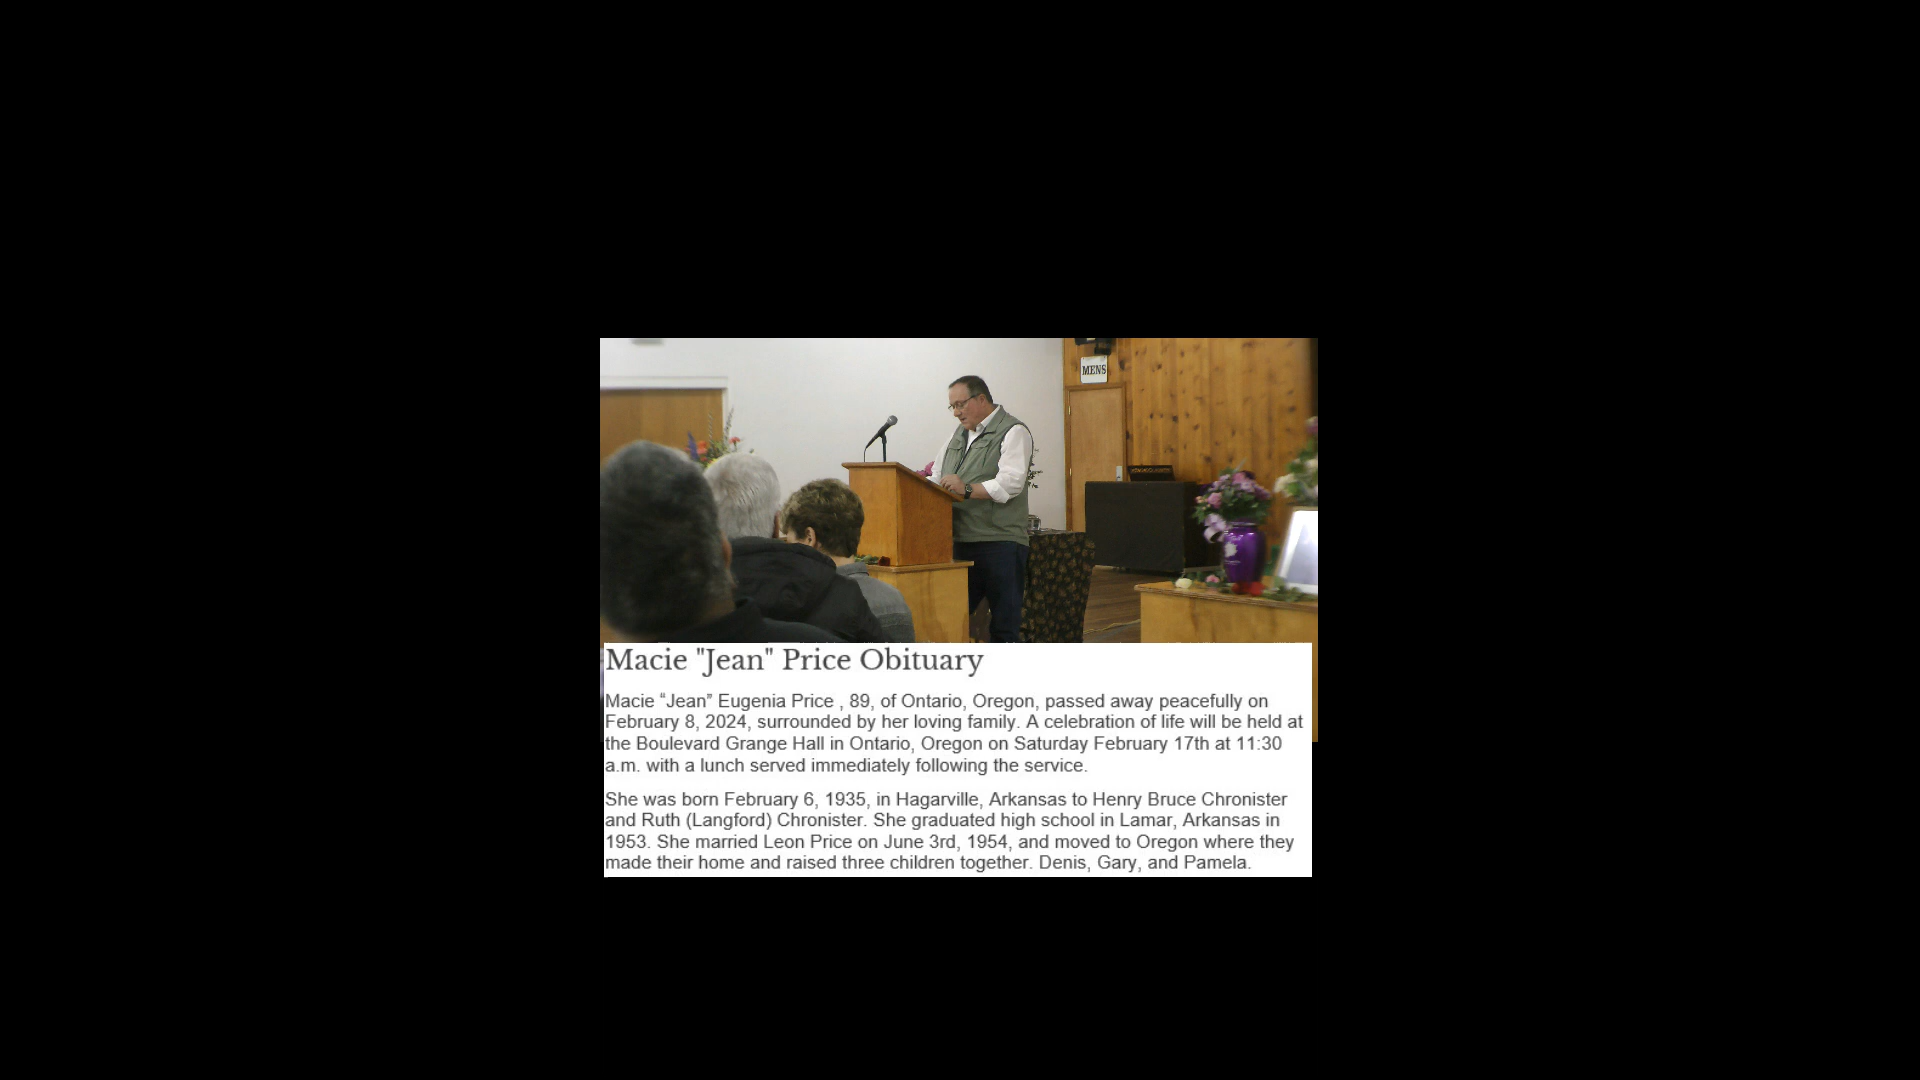 MENS
Macie "Jean" Price Obituary
Macie “Jean” Eugenia Price , 89, of Ontario, Oregon, passed away peacefully on
February 8, 2024, surrounded by her loving family. A celebration of life will be held at
the Boulevard Grange Hall in Ontario, Oregon on Saturday February 17th at 11:30
a.m. with a lunch served immediately following the service.
She was born February 6, 1935, in Hagarville, Arkansas to Henry Bruce Chronister
and Ruth (Langford) Chronister. She graduated high school in Lamar, Arkansas in
1953. She married Leon Price on June 3rd, 1954, and moved to Oregon where they
made their home and raised three children together. Denis, Gary, and Pamela.